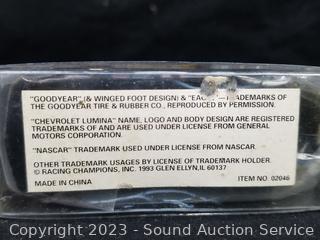 "GOODYEAR" (& WINGED FOOT DESIGN) & "EAGLE"—TRADEMARKS OF
THE GOODYEAR TIRE & RUBBER CO., REPRODUCED BY PERMISSION.
"CHEVROLET LUMINA" NAME, LOGO AND BODY DESIGN ARE REGISTERED
TRADEMARKS OF AND ARE USED UNDER LICENSE FROM GENERAL
MOTORS CORPORATION.
"NASCAR" TRADEMARK USED UNDER LICENSE FROM NASCAR.
OTHER TRADEMARK USAGES BY LICENSE OF TRADEMARK HOLDER.
© RACING CHAMPIONS, INC. 1993 GLEN ELLYN,IL 60137
MADE IN CHINA
ITEM NO. 02046
Copyright 2023 - Sound Auction Service